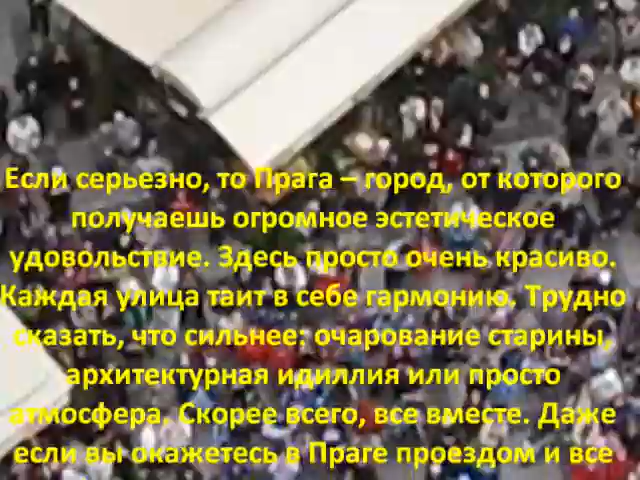 Если серьезно, то Прага – город, от которого
получаешь огромное эстетическое
удовольствие. Здесь просто очень красиво.
Каждая улица таит в себе гармонию. Трудно
сказать, что сильнее: очарование старины,
архитектурная идиллия или просто
атмосфера. Скорее всего, все вместе. Даже
если вы окажетесь в Праге проездом и все